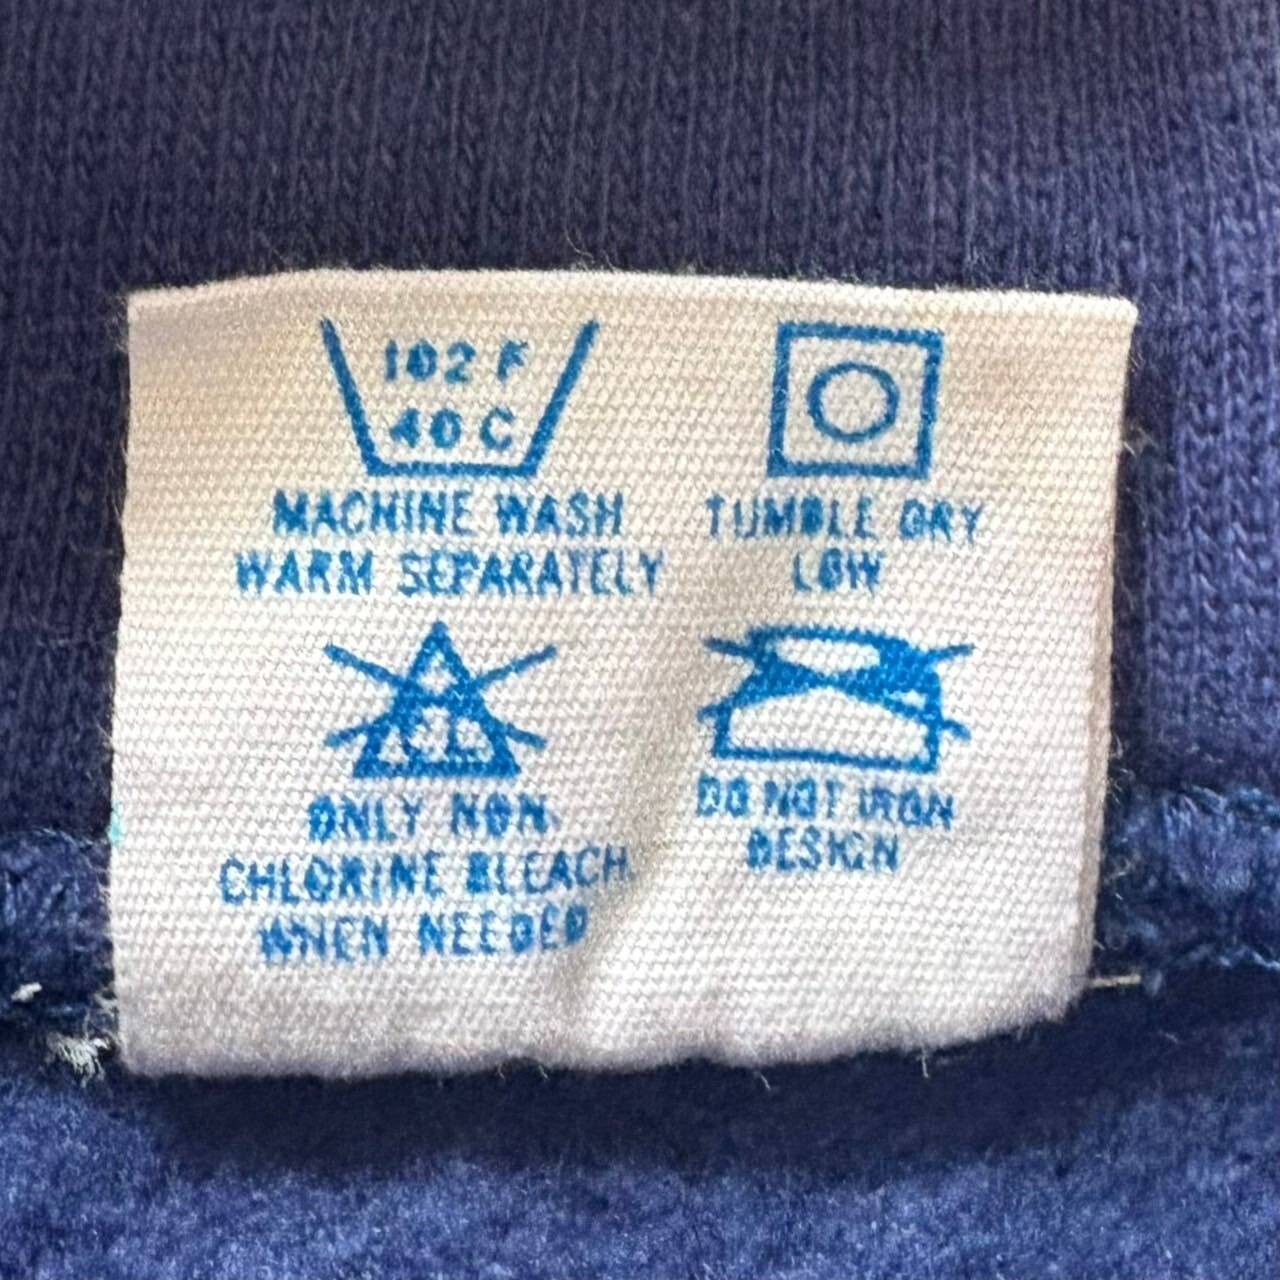 102 F
40 C
MACHINE WASH
WARM SEPARATELY
TUMBLE DRY
LOW
CL
ONLY NON
CHLORINE BLEACH
WHEN NEEDED
DO NOT IRON
DESIGN